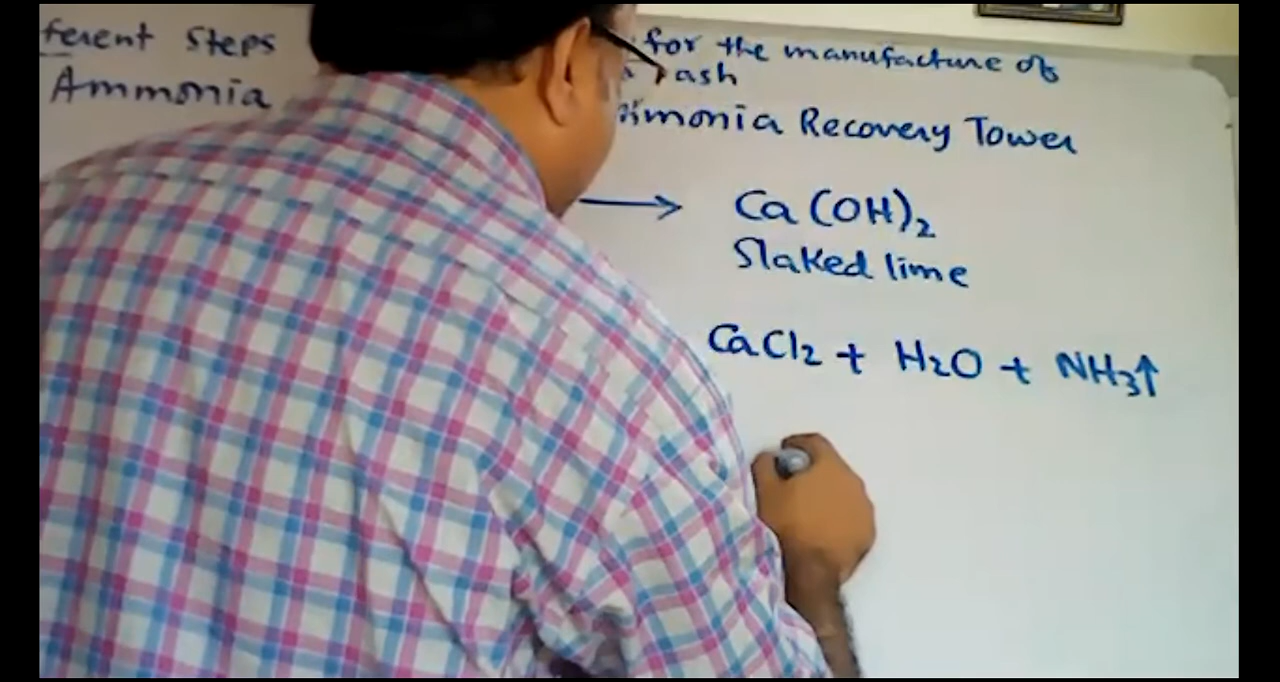 ferent Steps for the manufacture of
ash
Ammonia mmonia Recovery Tower
→ Ca(OH)₂
Slaked lime
CaCl₂ + H₂O + NH₃↑